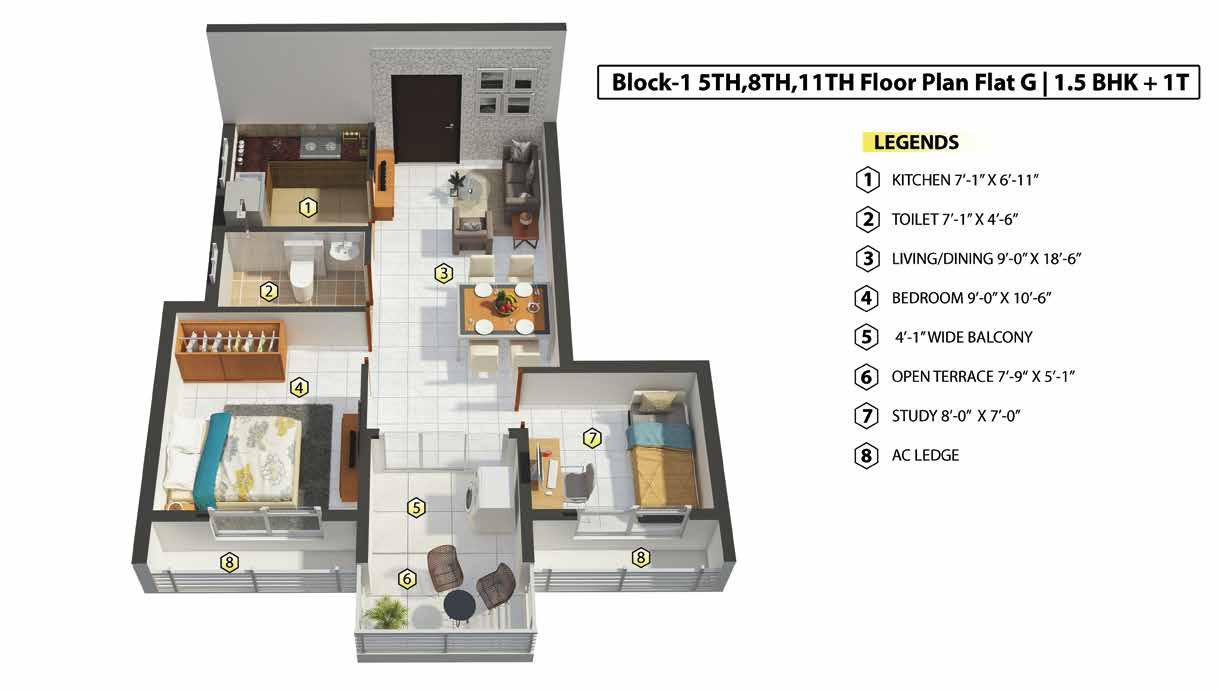 Block-1 5TH,8TH,11TH Floor Plan Flat G | 1.5 BHK + 1T
LEGENDS
1 KITCHEN 7’-1” X 6’-11”
2 TOILET 7’-1” X 4’-6”
3 LIVING/DINING 9’-0” X 18’-6”
4 BEDROOM 9’-0” X 10’-6”
5 4’-1” WIDE BALCONY
6 OPEN TERRACE 7’-9“ X 5’-1”
7 STUDY 8’-0” X 7’-0”
8 AC LEDGE
1
2
3
4
7
5
8
8
6